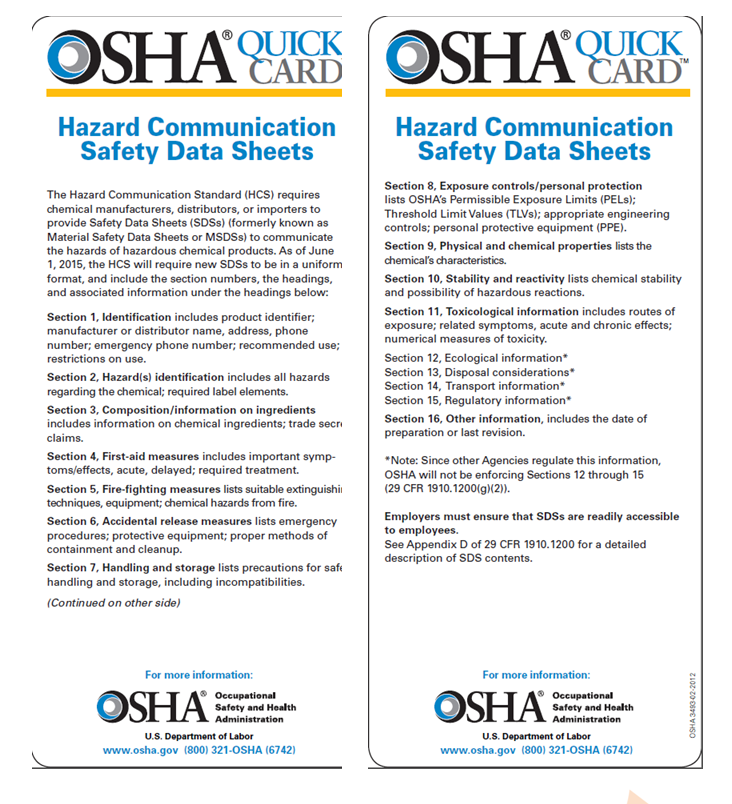 OSHA® QUICK
CARD
Hazard Communication
Safety Data Sheets
The Hazard Communication Standard (HCS) requires
chemical manufacturers, distributors, or importers to
provide Safety Data Sheets (SDSs) (formerly known as
Material Safety Data Sheets or MSDSs) to communicate
the hazards of hazardous chemical products. As of June
1, 2015, the HCS will require new SDSs to be in a uniform
format, and include the section numbers, the headings,
and associated information under the headings below:
Section 1, Identification includes product identifier;
manufacturer or distributor name, address, phone
number; emergency phone number; recommended use;
restrictions on use.
Section 2, Hazard(s) identification includes all hazards
regarding the chemical; required label elements.
Section 3, Composition/information on ingredients
includes information on chemical ingredients; trade secre
claims.
Section 4, First-aid measures includes important symp-
toms/effects, acute, delayed; required treatment.
Section 5, Fire-fighting measures lists suitable extinguishi
techniques, equipment; chemical hazards from fire.
Section 6, Accidental release measures lists emergency
procedures; protective equipment; proper methods of
containment and cleanup.
Section 7, Handling and storage lists precautions for safe
handling and storage, including incompatibilities.
(Continued on other side)
For more information:
OSHA® Occupational
Safety and Health
Administration
U.S. Department of Labor
www.osha.gov (800) 321-OSHA (6742)
OSHA® QUICK
CARD™
Hazard Communication
Safety Data Sheets
Section 8, Exposure controls/personal protection
lists OSHA's Permissible Exposure Limits (PELs);
Threshold Limit Values (TLVs); appropriate engineering
controls; personal protective equipment (PPE).
Section 9, Physical and chemical properties lists the
chemical's characteristics.
Section 10, Stability and reactivity lists chemical stability
and possibility of hazardous reactions.
Section 11, Toxicological information includes routes of
exposure; related symptoms, acute and chronic effects;
numerical measures of toxicity.
Section 12, Ecological information*
Section 13, Disposal considerations*
Section 14, Transport information*
Section 15, Regulatory information*
Section 16, Other information, includes the date of
preparation or last revision.
*Note: Since other Agencies regulate this information,
OSHA will not be enforcing Sections 12 through 15
(29 CFR 1910.1200(g)(2)).
Employers must ensure that SDSs are readily accessible
to employees.
See Appendix D of 29 CFR 1910.1200 for a detailed
description of SDS contents.
For more information:
OSHA® Occupational
Safety and Health
Administration
U.S. Department of Labor
www.osha.gov (800) 321-OSHA (6742)
OSHA 3493-02-2012